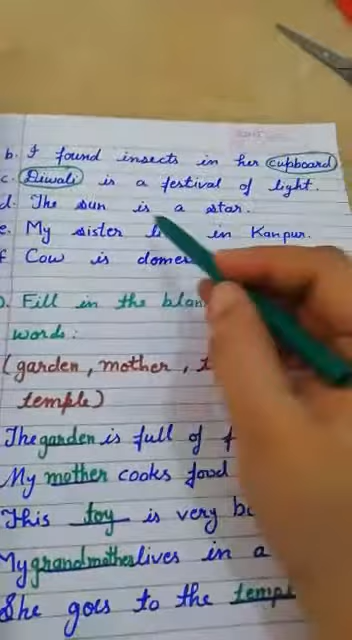 b. I found insects in her cupboard
c. Diwali is a festival of light.
d. The sun is a star.
e. My sister in Kanpur.
f Cow is
Fill in the
words:
(garden, mother,
temple)
The garden is full of
My mother cooks food
This toy is very
My grandmother lives in a
She goes to the